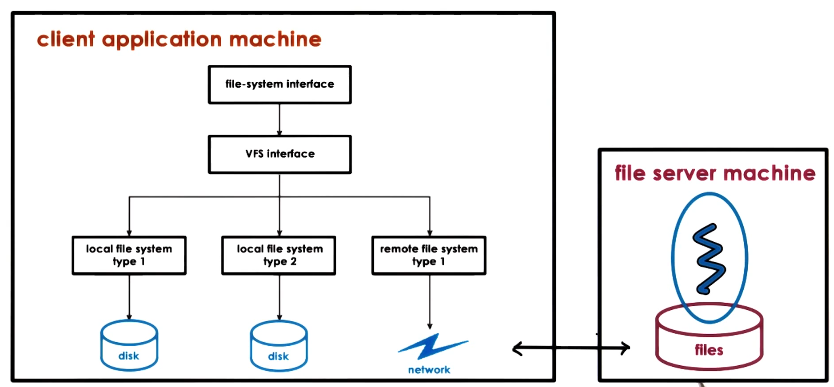 client application machine
file-system interface
VFS interface
local file system
type 1
local file system
type 2
remote file system
type 1
disk
disk
network
file server machine
files